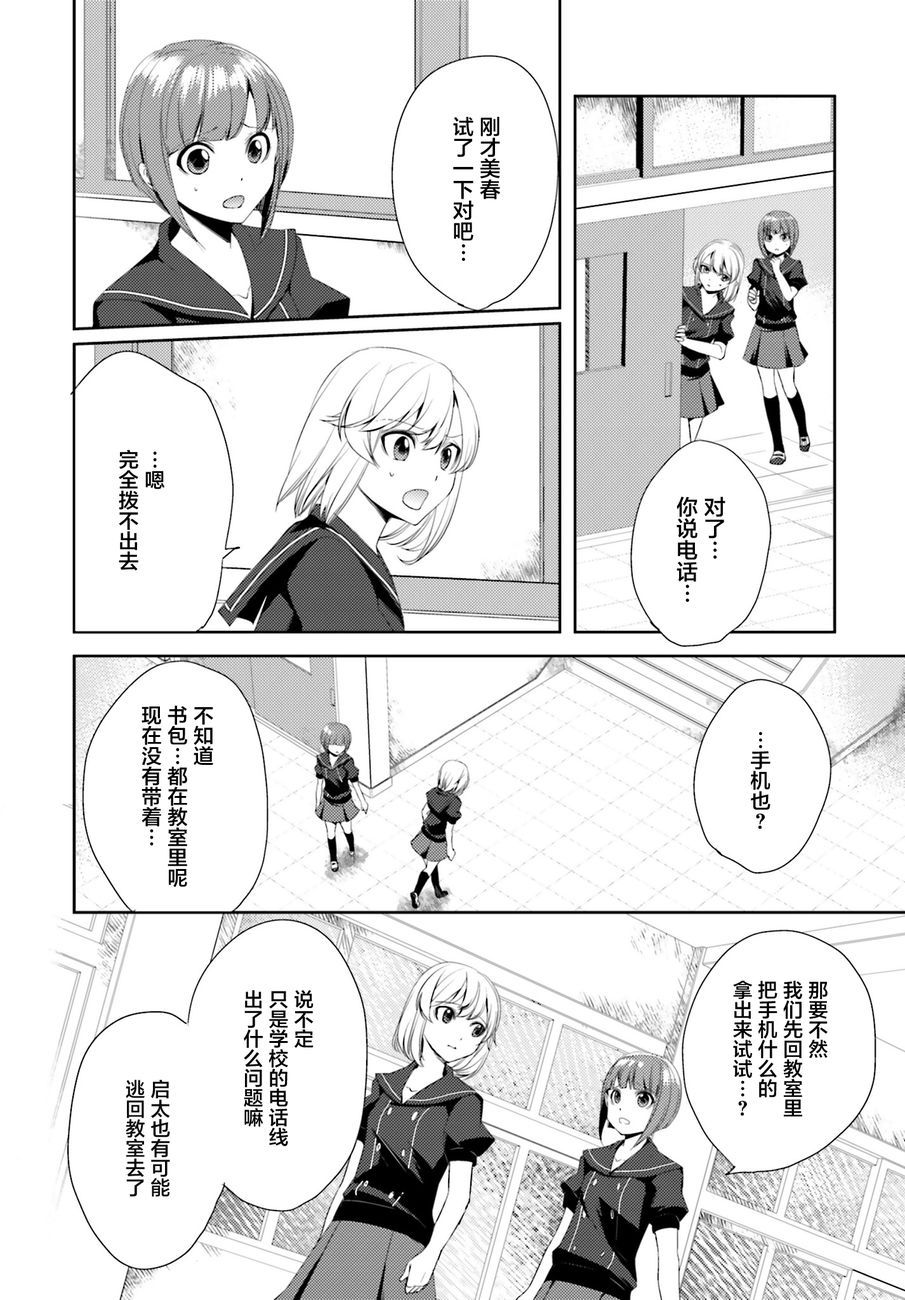 对了…
你说电话…
刚才美春
试了一下对吧…
…嗯
完全拨不出去
…手机也？
不知道
书包…都在教室里呢
现在没有带着…
那要不然
我们先回教室里
把手机什么的
拿出来试试…？
说不定
只是学校的电话线
出了什么问题嘛
启太也有可能
逃回教室去了